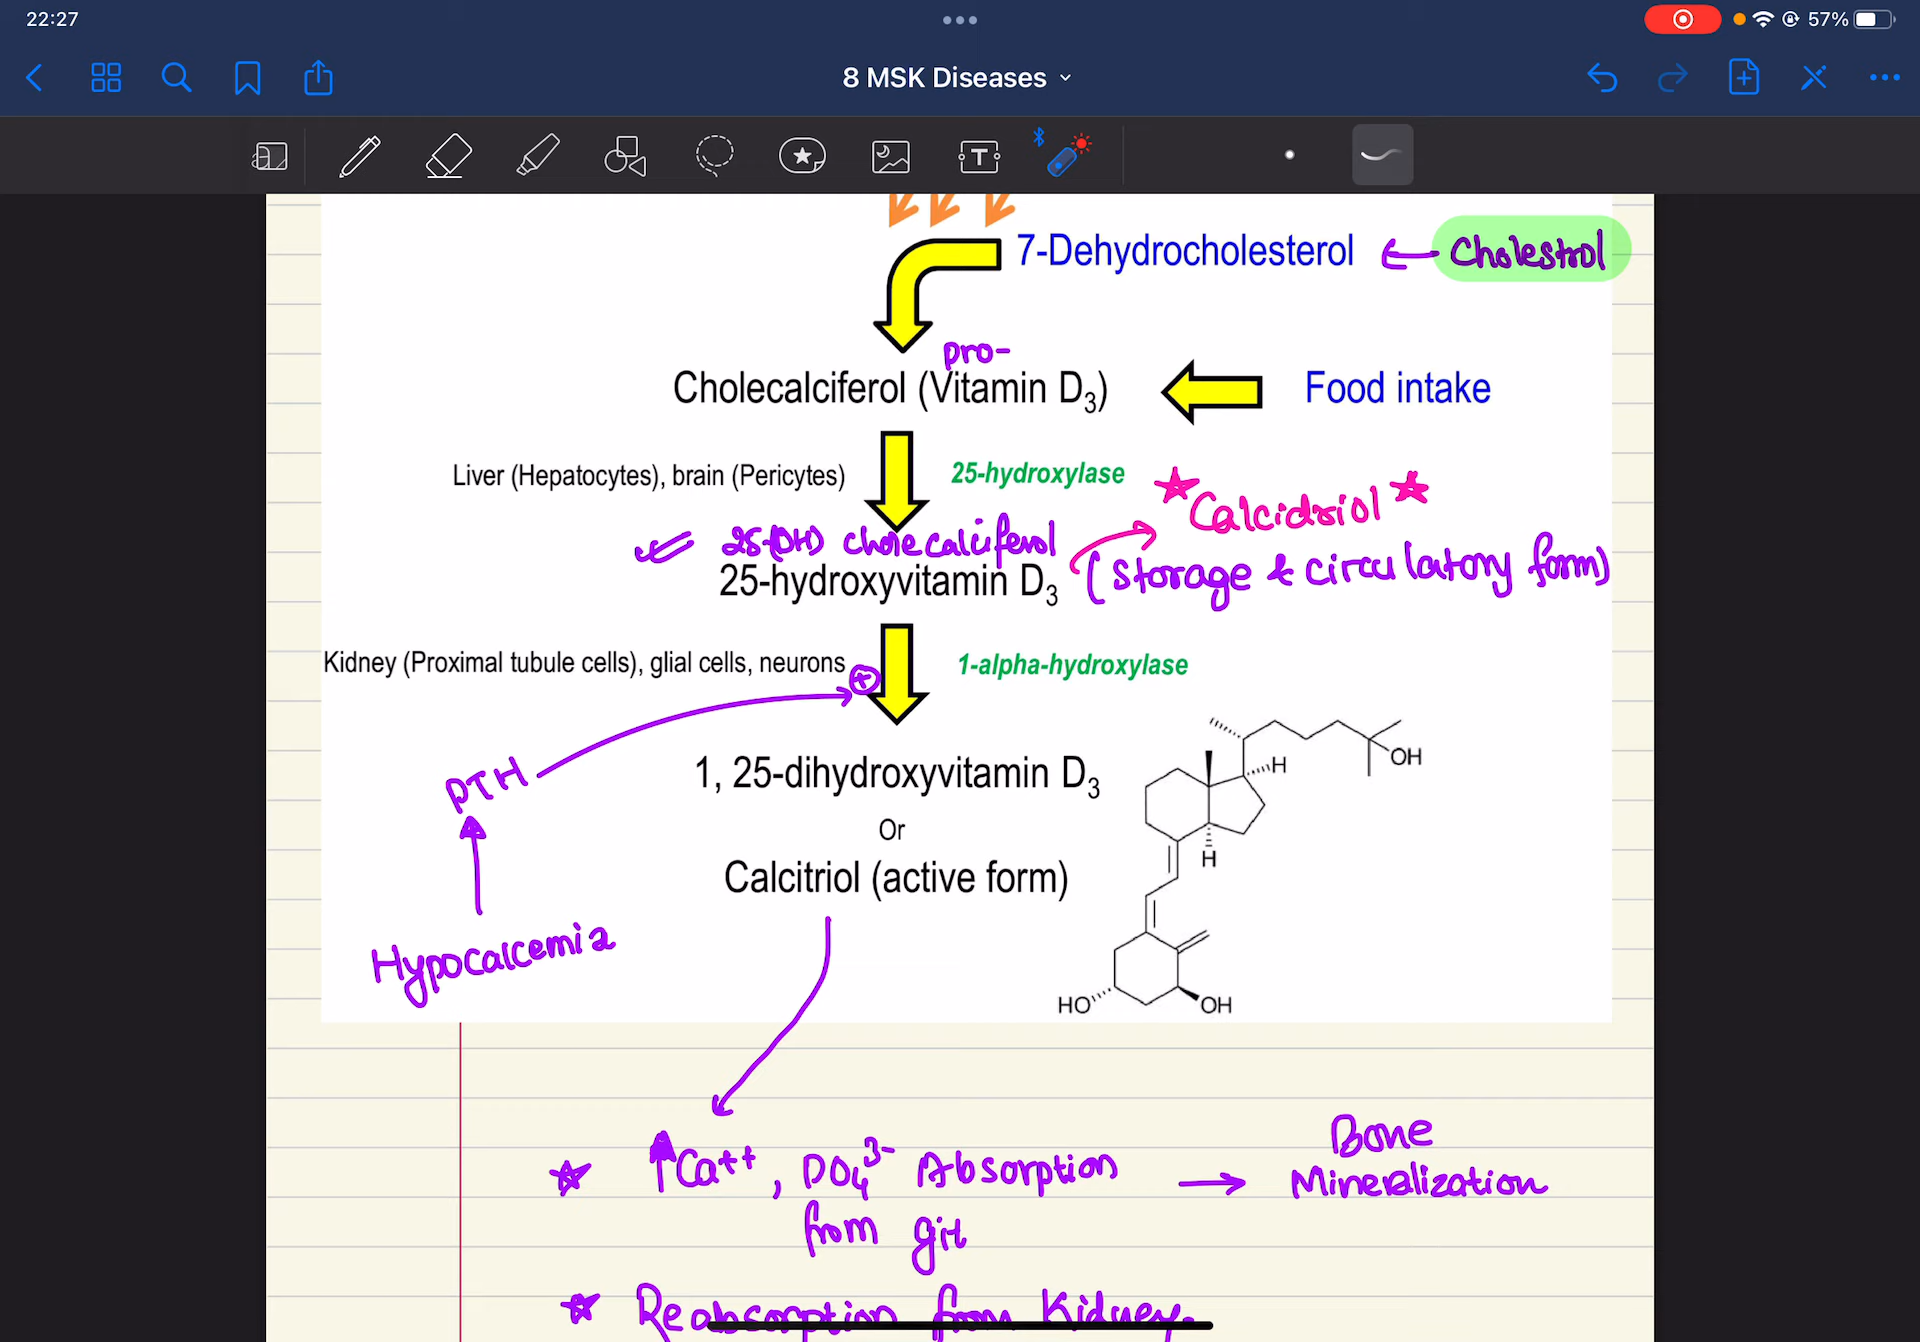 22:27
57%
8 MSK Diseases
T
7-Dehydrocholesterol ← Cholestrol
pro-
Cholecalciferol (Vitamin D3)
Food intake
Liver (Hepatocytes), brain (Pericytes)
25-hydroxylase
Calcidriol
25-(OH) cholecalciferol
25-hydroxyvitamin D3
(Storage & circulatory form)
Kidney (Proximal tubule cells), glial cells, neurons
+
1-alpha-hydroxylase
PTH
1, 25-dihydroxyvitamin D3
Or
Calcitriol (active form)
Hypocalcemia
OH
H
H
HO
OH
↑Ca++, PO4 3- Absorption → Bone Mineralization
from git
Reabsorption from Kidney.